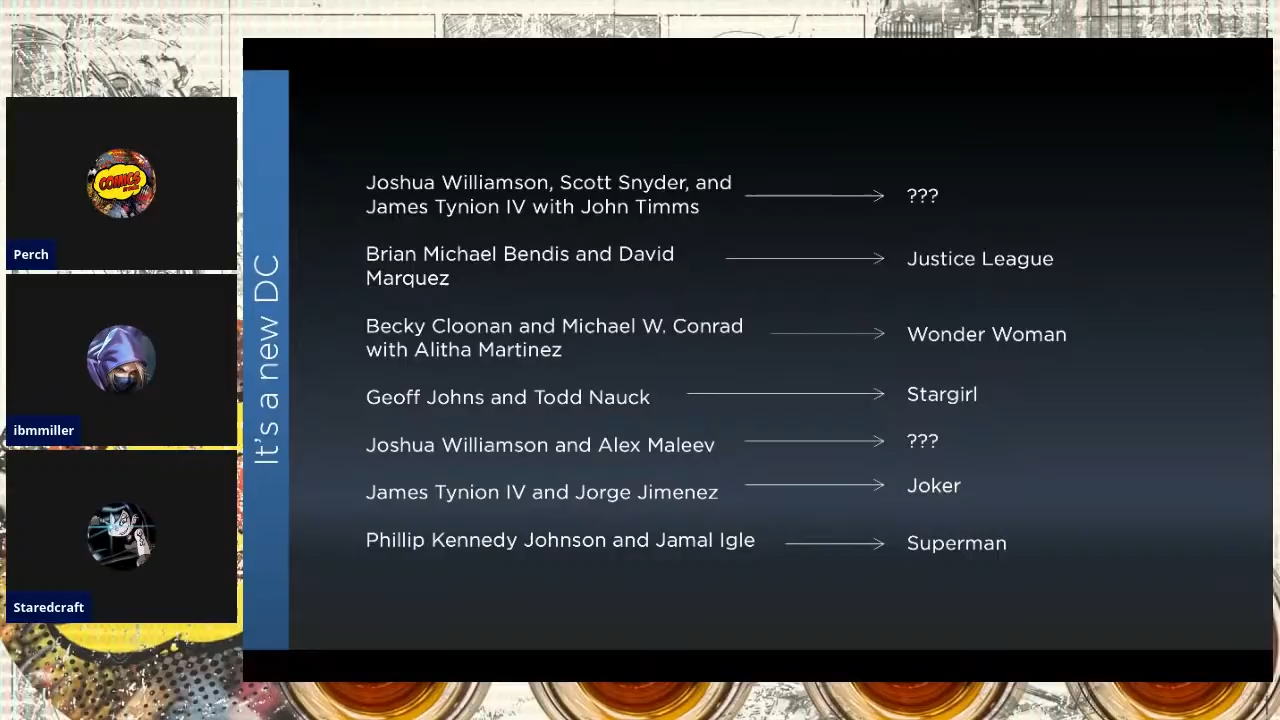 COMICS
Perch
ibmmiller
Staredcraft
It's a new DC
Joshua Williamson, Scott Snyder, and
James Tynion IV with John Timms
???
Brian Michael Bendis and David
Marquez
Justice League
Becky Cloonan and Michael W. Conrad
with Alitha Martinez
Wonder Woman
Geoff Johns and Todd Nauck
Stargirl
Joshua Williamson and Alex Maleev
???
James Tynion IV and Jorge Jimenez
Joker
Phillip Kennedy Johnson and Jamal Igle
Superman